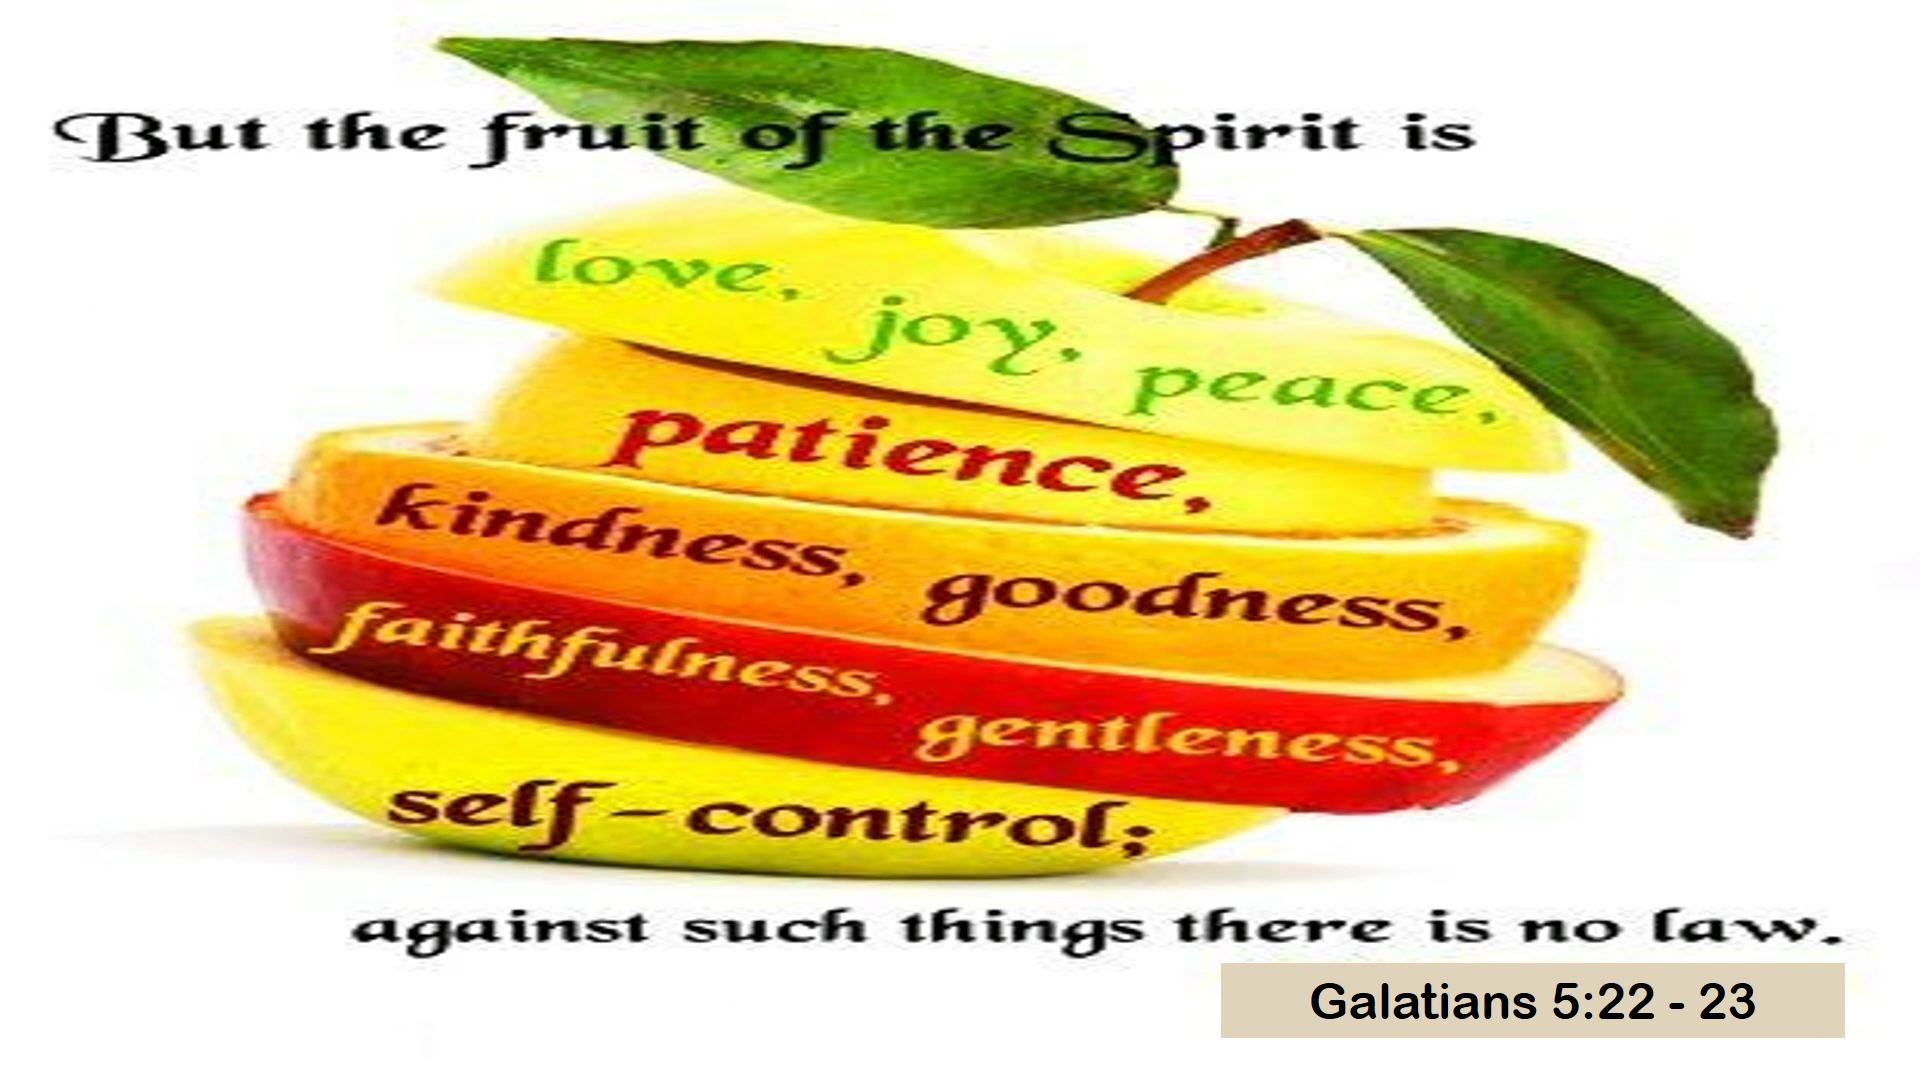 But the fruit of the Spirit is
love, joy, peace,
patience,
kindness, goodness,
faithfulness, gentleness,
self-control;
against such things there is no law.
Galatians 5:22 - 23